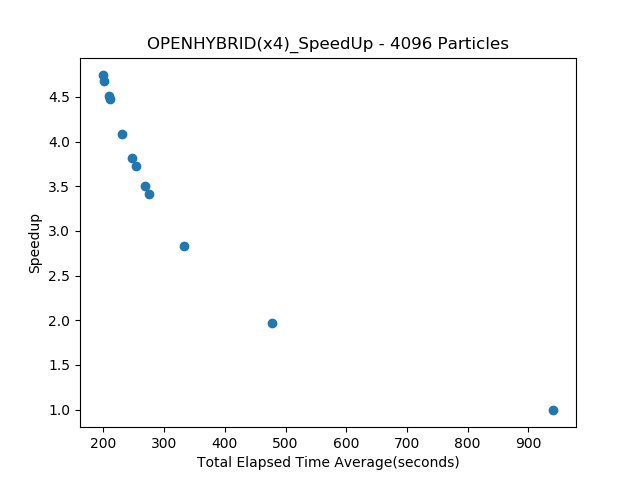 OPENHYBRID(x4)_SpeedUp - 4096 Particles
4.5
4.0
3.5
3.0
2.5
2.0
1.5
1.0
Speedup
200 300 400 500 600 700 800 900
Total Elapsed Time Average(seconds)